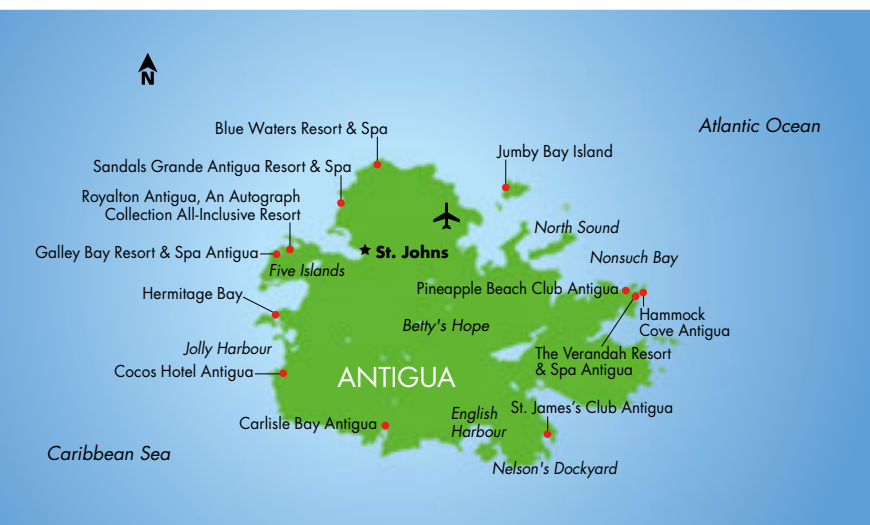 N
Atlantic Ocean
Blue Waters Resort & Spa
Jumby Bay Island
Sandals Grande Antigua Resort & Spa
Royalton Antigua, An Autograph
Collection All-Inclusive Resort
North Sound
Galley Bay Resort & Spa Antigua
St. Johns
Nonsuch Bay
Five Islands
Pineapple Beach Club Antigua
Hermitage Bay
Hammock
Cove Antigua
Betty's Hope
Jolly Harbour
The Verandah Resort
& Spa Antigua
Cocos Hotel Antigua
ANTIGUA
St. James's Club Antigua
English
Harbour
Carlisle Bay Antigua
Caribbean Sea
Nelson's Dockyard